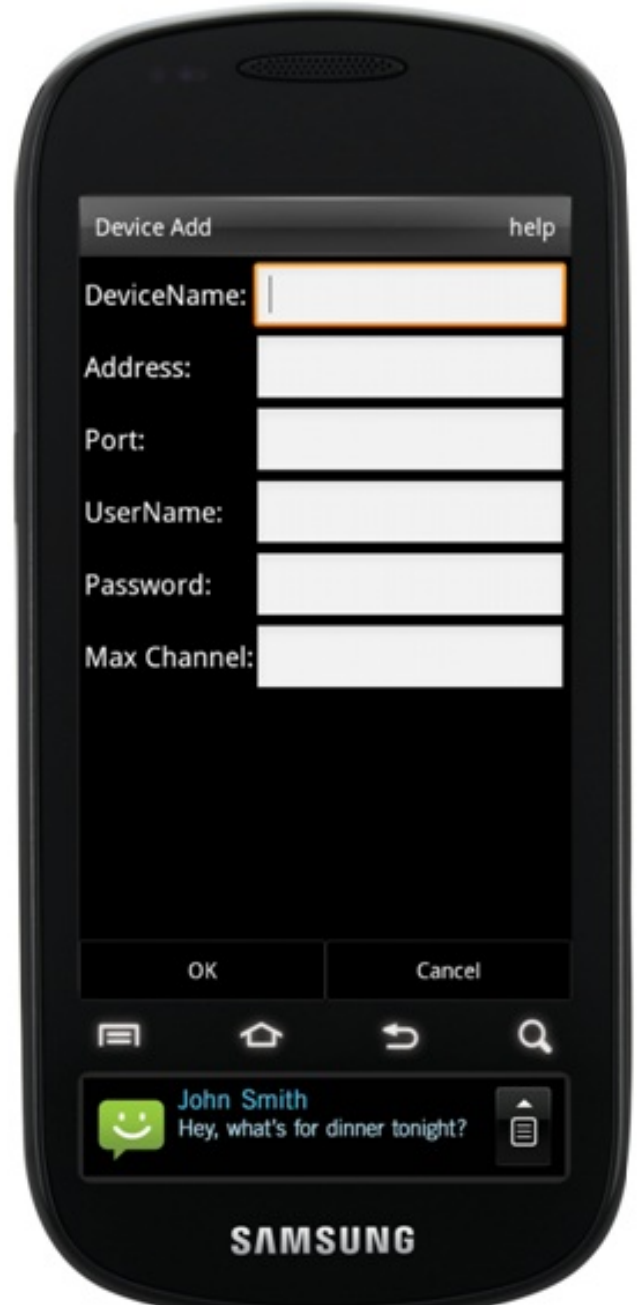 Device Add help
DeviceName:
Address:
Port:
UserName:
Password:
Max Channel:
OK Cancel
John Smith
Hey, what's for dinner tonight?
SAMSUNG